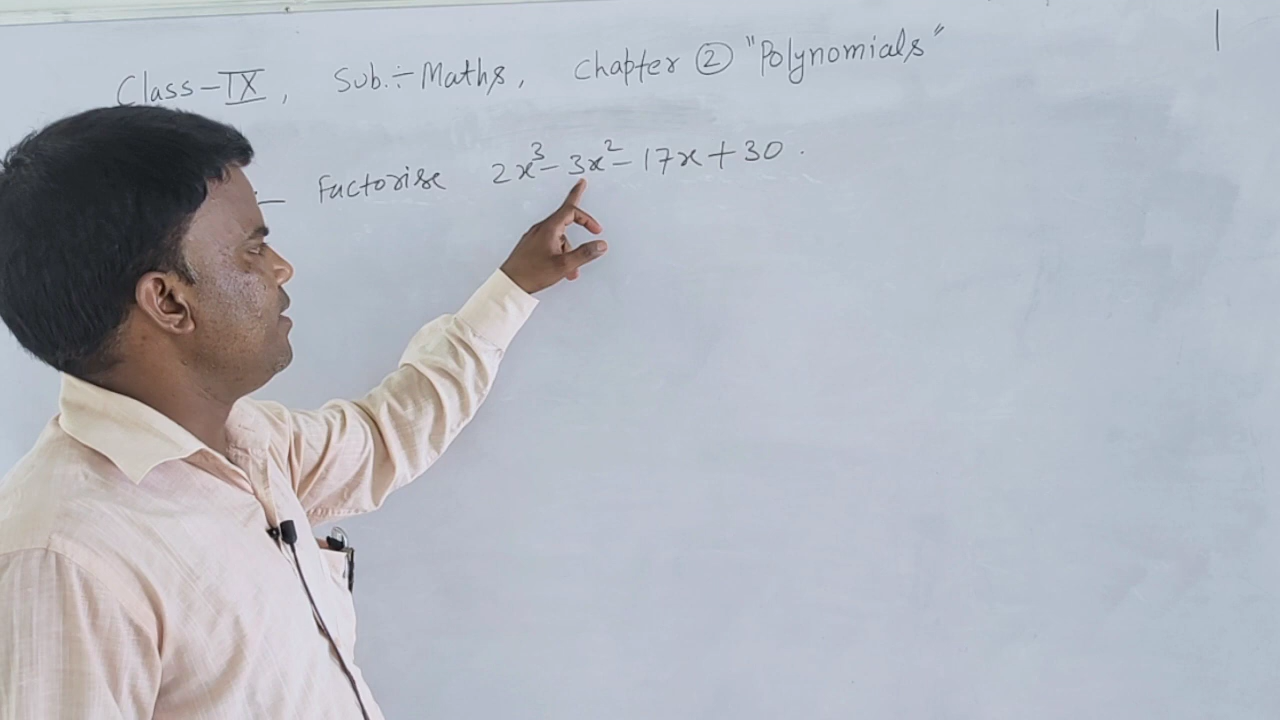 Class-IX, Sub.÷Maths, Chapter ② "Polynomials"
Factorise 2x³-3x²-17x+30.